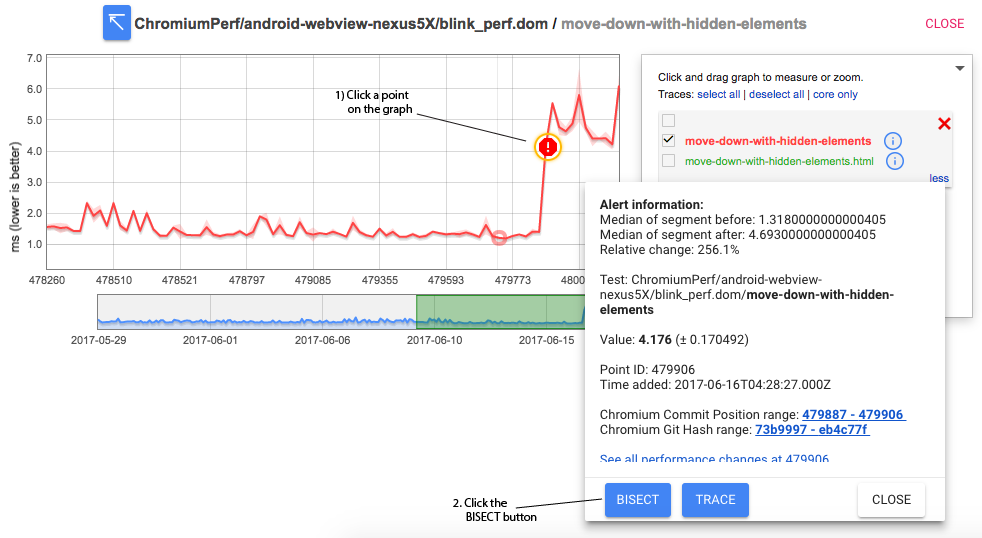 ChromiumPerf/android-webview-nexus5X/blink_perf.dom / move-down-with-hidden-elements
CLOSE
7.0
6.0
5.0
4.0
3.0
2.0
1.0
ms (lower is better)
478260
478510
478521
478797
479085
479355
479593
479773
4800
1) Click a point
on the graph
2017-05-29
2017-06-01
2017-06-06
2017-06-10
2017-06-15
Click and drag graph to measure or zoom.
Traces: select all | deselect all | core only
move-down-with-hidden-elements
move-down-with-hidden-elements.html
less
Alert information:
Median of segment before: 1.3180000000000405
Median of segment after: 4.6930000000000405
Relative change: 256.1%
Test: ChromiumPerf/android-webview-
nexus5X/blink_perf.dom/move-down-with-hidden-
elements
Value: 4.176 (± 0.170492)
Point ID: 479906
Time added: 2017-06-16T04:28:27.000Z
Chromium Commit Position range: 479887 - 479906
Chromium Git Hash range: 73b9997 - eb4c77f
See all performance changes at 479906
2. Click the
BISECT button
BISECT
TRACE
CLOSE